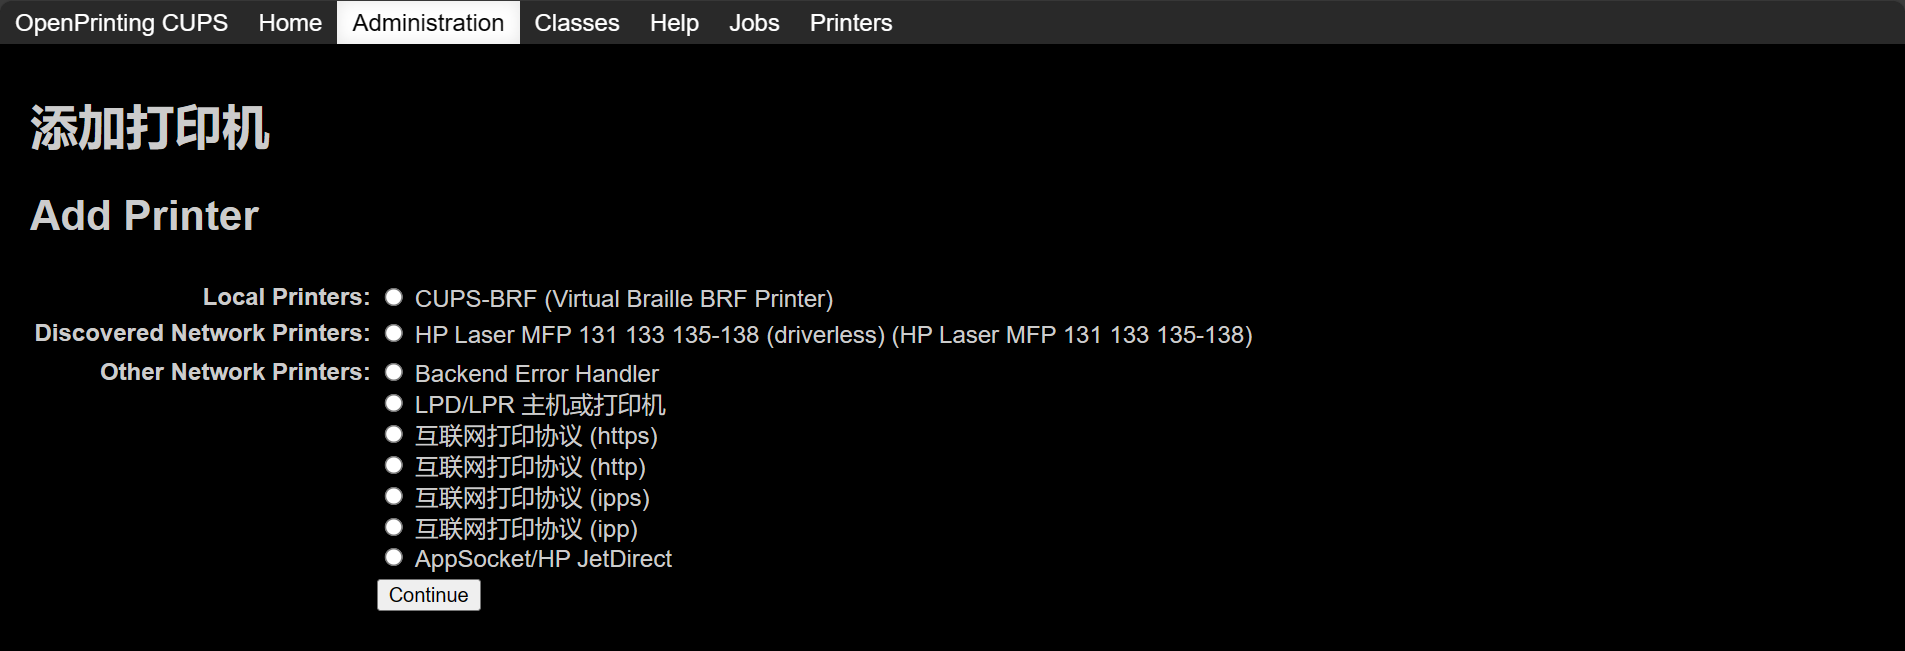 OpenPrinting CUPS Home Administration Classes Help Jobs Printers
添加打印机
Add Printer
Local Printers: CUPS-BRF (Virtual Braille BRF Printer)
Discovered Network Printers: HP Laser MFP 131 133 135-138 (driverless) (HP Laser MFP 131 133 135-138)
Other Network Printers: Backend Error Handler
LPD/LPR 主机或打印机
互联网打印协议 (https)
互联网打印协议 (http)
互联网打印协议 (ipps)
互联网打印协议 (ipp)
AppSocket/HP JetDirect
Continue